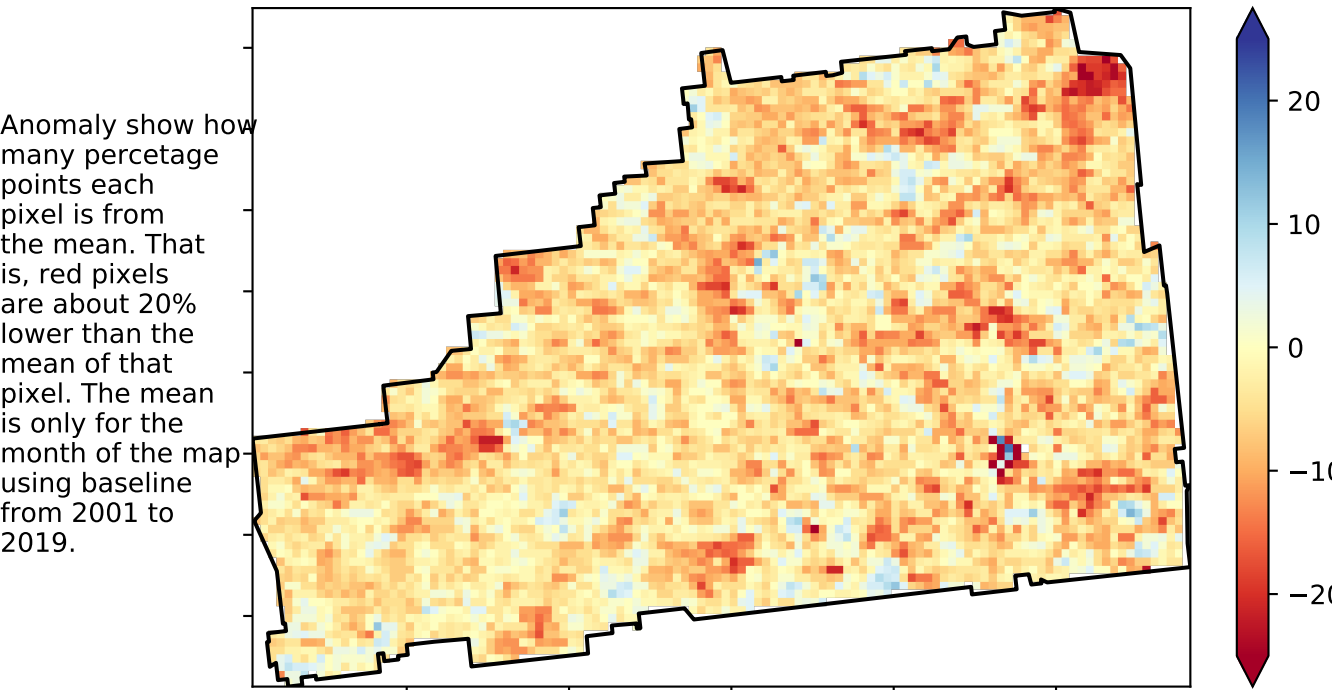 Anomaly show how
many percetage
points each
pixel is from
the mean. That
is, red pixels
are about 20%
lower than the
mean of that
pixel. The mean
is only for the
month of the map
using baseline
from 2001 to
2019.
20
10
0
−10
−20